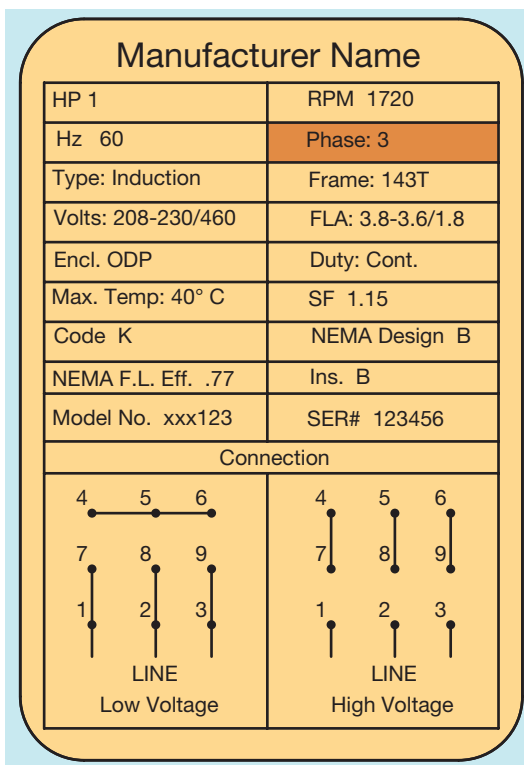 Manufacturer Name
HP 1 RPM 1720
Hz 60 Phase: 3
Type: Induction Frame: 143T
Volts: 208-230/460 FLA: 3.8-3.6/1.8
Encl. ODP Duty: Cont.
Max. Temp: 40° C SF 1.15
Code K NEMA Design B
NEMA F.L. Eff. .77 Ins. B
Model No. xxx123 SER# 123456
Connection
4 5 6 4 5 6
7 8 9 7 8 9
1 2 3 1 2 3
LINE LINE
Low Voltage High Voltage